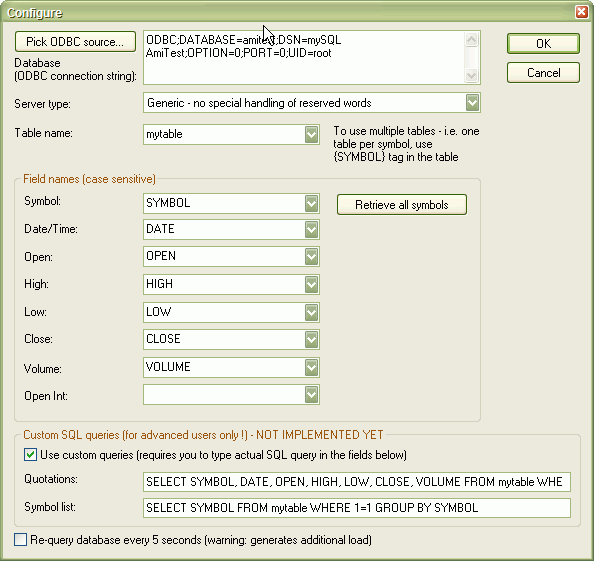 Configure
Pick ODBC source...
ODBC;DATABASE=amitest;DSN=mySQL
AmiTest;OPTION=0;PORT=0;UID=root
OK
Cancel
Database
(ODBC connection string):
Server type:
Generic - no special handling of reserved words
Table name:
mytable
To use multiple tables - i.e. one
table per symbol, use
{SYMBOL} tag in the table
Field names (case sensitive)
Symbol:
SYMBOL
Retrieve all symbols
Date/Time:
DATE
Open:
OPEN
High:
HIGH
Low:
LOW
Close:
CLOSE
Volume:
VOLUME
Open Int:
Custom SQL queries (for advanced users only !) - NOT IMPLEMENTED YET
Use custom queries (requires you to type actual SQL query in the fields below)
Quotations:
SELECT SYMBOL, DATE, OPEN, HIGH, LOW, CLOSE, VOLUME FROM mytable WHE
Symbol list:
SELECT SYMBOL FROM mytable WHERE 1=1 GROUP BY SYMBOL
Re-query database every 5 seconds (warning: generates additional load)